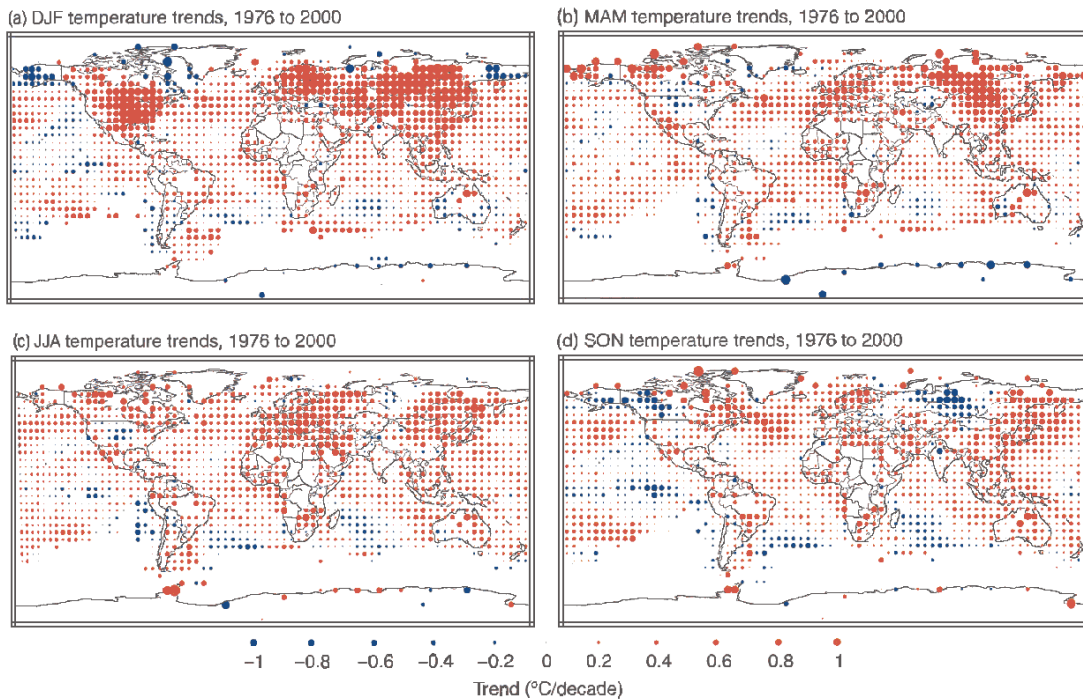 (a) DJF temperature trends, 1976 to 2000
(b) MAM temperature trends, 1976 to 2000
(c) JJA temperature trends, 1976 to 2000
(d) SON temperature trends, 1976 to 2000
−1 −0.8 −0.6 −0.4 −0.2 0 0.2 0.4 0.6 0.8 1
Trend (°C/decade)